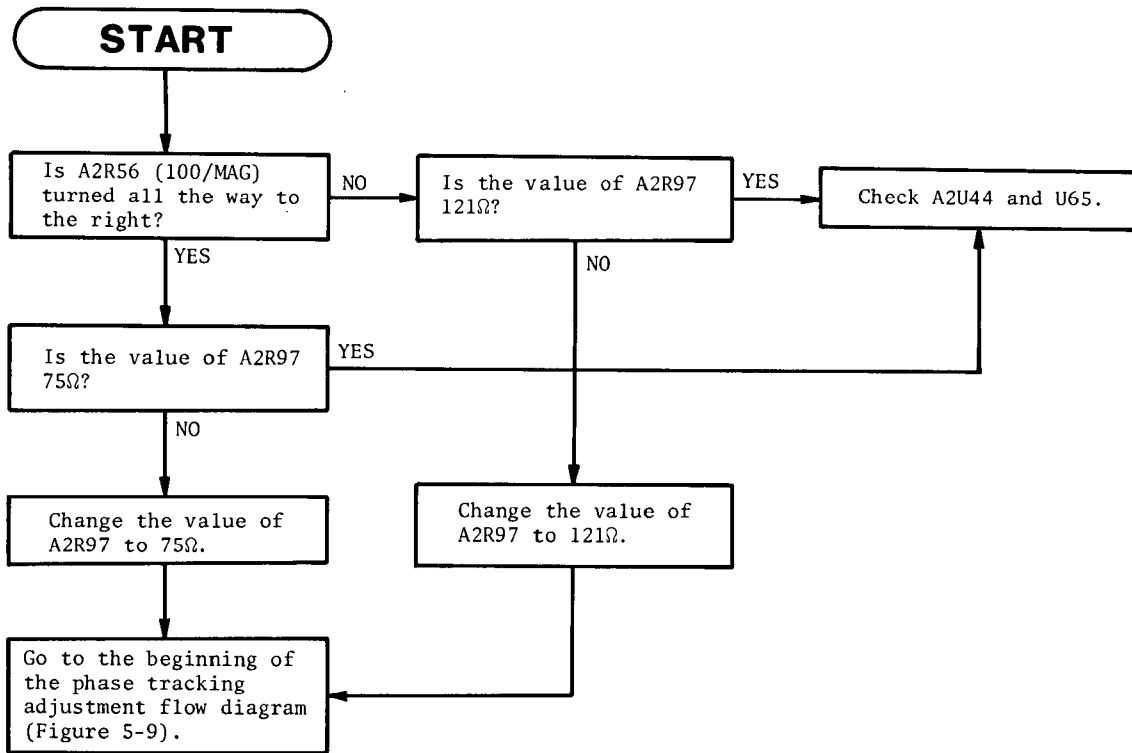 START
Is A2R56 (100/MAG)
turned all the way to
the right?
NO
Is the value of A2R97
121Ω?
YES
Check A2U44 and U65.
YES
NO
Is the value of A2R97
75Ω?
YES
NO
Change the value of
A2R97 to 75Ω.
Change the value of
A2R97 to 121Ω.
Go to the beginning of
the phase tracking
adjustment flow diagram
(Figure 5-9).